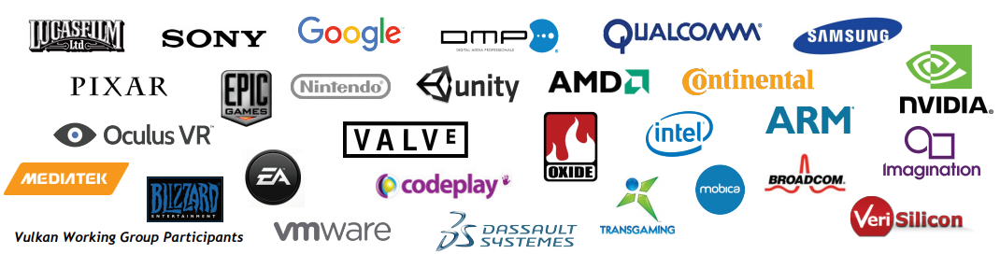 LUCASFILM
Ltd
SONY
Google
DMP
DIGITAL MEDIA PROFESSIONALS
QUALCOMM®
SAMSUNG
PIXAR
EPIC
GAMES
Nintendo®
unity
AMD
Continental
NVIDIA®
Oculus VR™
VALVE
OXIDE
intel®
ARM®
Imagination
MEDIATEK
BLIZZARD
ENTERTAINMENT
EA
codeplay
TRANSGAMING
mobica
BROADCOM®
VeriSilicon
Vulkan Working Group Participants
vmware
DASSAULT
SYSTEMES